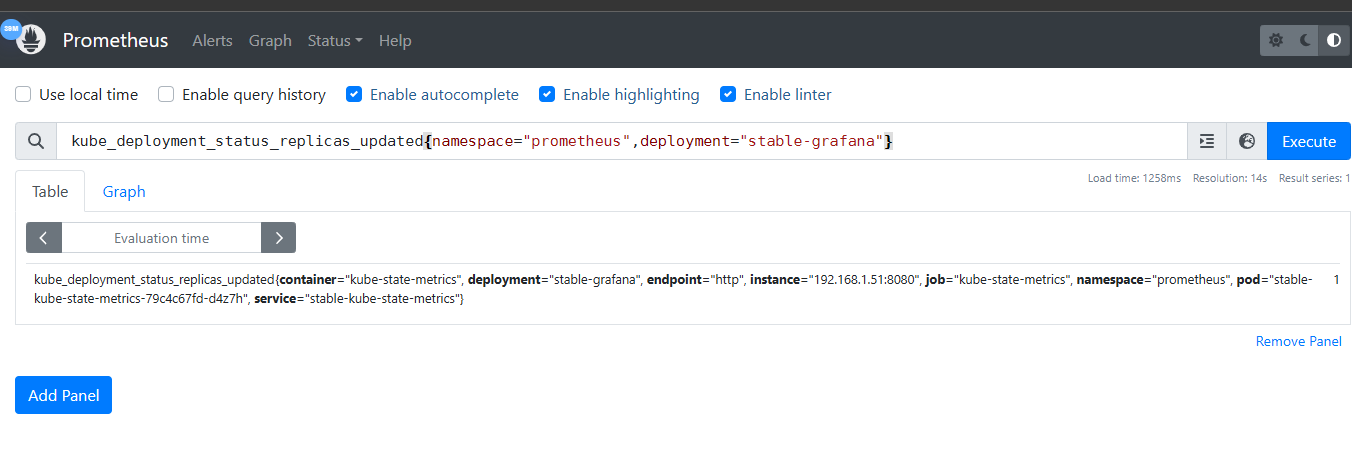 39M
Prometheus Alerts Graph Status Help
Use local time Enable query history Enable autocomplete Enable highlighting Enable linter
kube_deployment_status_replicas_updated{namespace="prometheus",deployment="stable-grafana"} Execute
Load time: 1258ms Resolution: 14s Result series: 1
Table Graph
Evaluation time
kube_deployment_status_replicas_updated{container="kube-state-metrics", deployment="stable-grafana", endpoint="http", instance="192.168.1.51:8080", job="kube-state-metrics", namespace="prometheus", pod="stable- 1
kube-state-metrics-79c4c67fd-d4z7h", service="stable-kube-state-metrics"}
Remove Panel
Add Panel